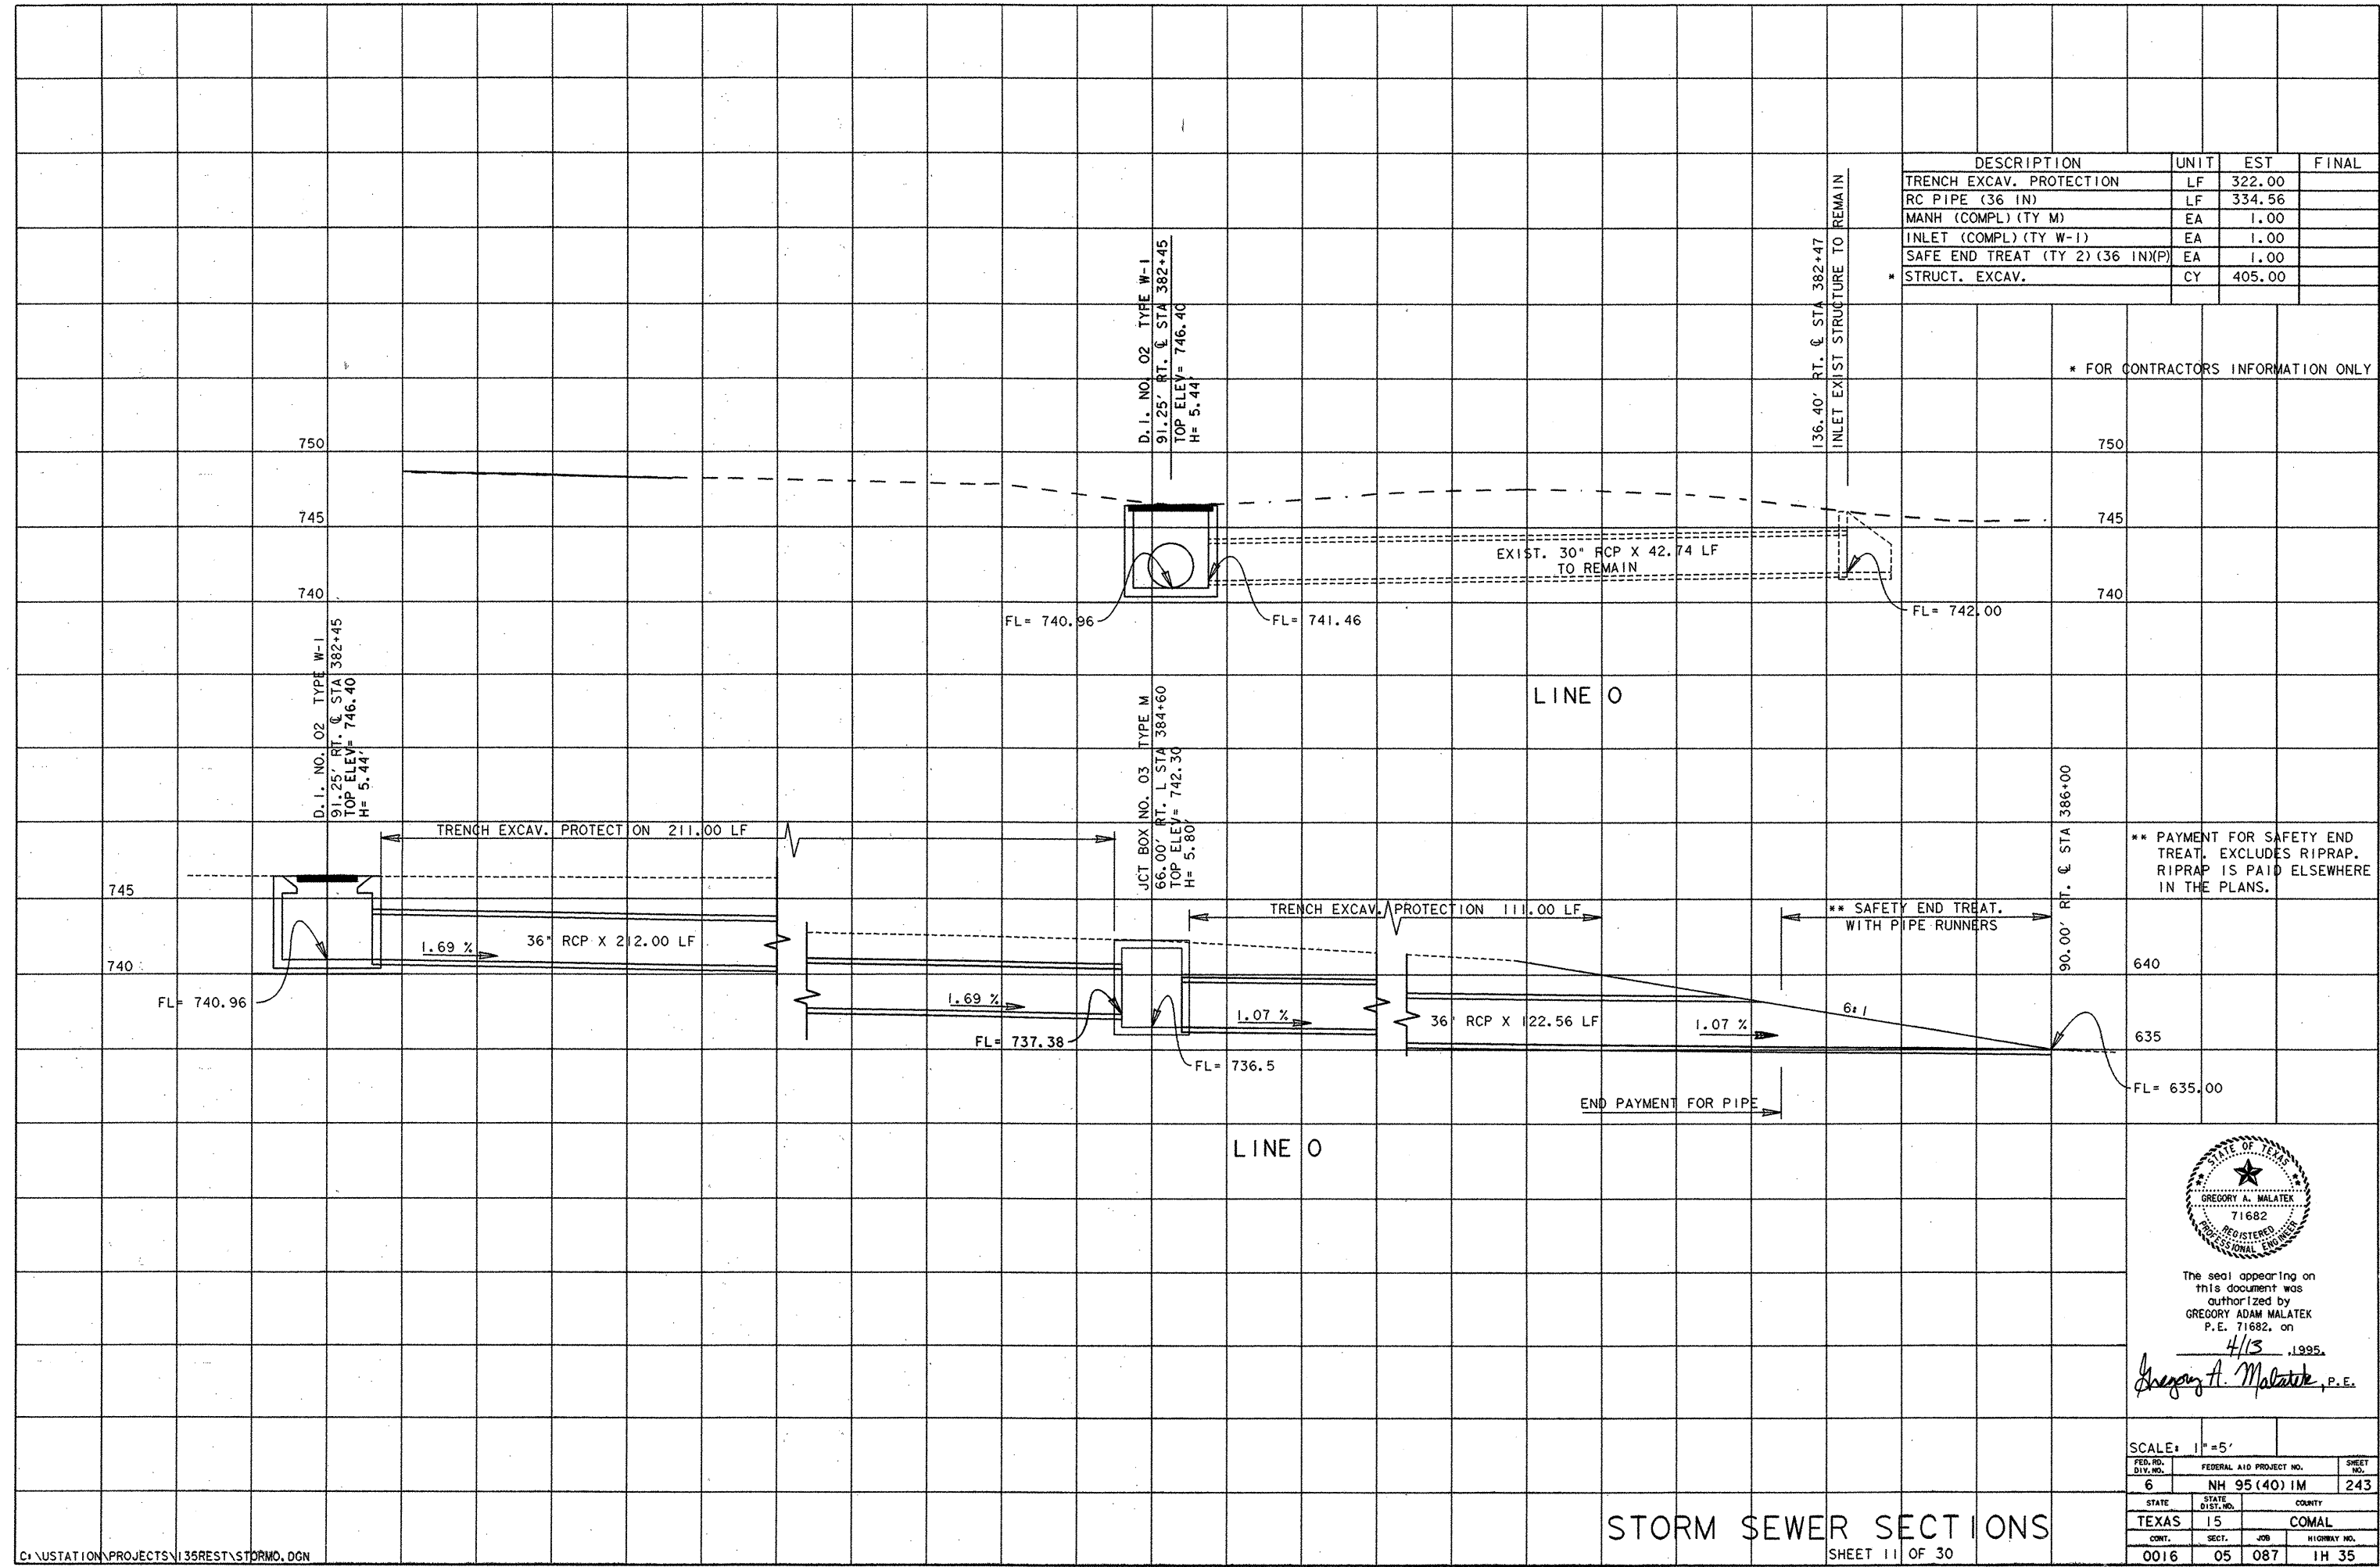 DESCRIPTION UNIT EST FINAL
TRENCH EXCAV. PROTECTION LF 322.00
RC PIPE (36 IN) LF 334.56
MANH (COMPL) (TY M) EA 1.00
INLET (COMPL) (TY W-1) EA 1.00
SAFE END TREAT (TY 2) (36 IN)(P) EA 1.00
* STRUCT. EXCAV. CY 405.00
* FOR CONTRACTORS INFORMATION ONLY
D.I. NO. 02 TYPE W-1
91.25' RT. ℄ STA 382+45
TOP ELEV= 746.40
H= 5.44'
136.40' RT. ℄ STA 382+47
INLET EXIST STRUCTURE TO REMAIN
750
750
745
745
740
740
EXIST. 30" RCP X 42.74 LF
TO REMAIN
FL= 740.96
FL= 741.46
FL= 742.00
LINE O
D.I. NO. 02 TYPE W-1
91.25' RT. ℄ STA 382+45
TOP ELEV= 746.40
H= 5.44'
JCT BOX NO. 03 TYPE M
66.00' RT. L STA 384+60
TOP ELEV= 742.30
H= 5.80'
90.00' RT. ℄ STA 386+00
TRENCH EXCAV. PROTECTION 211.00 LF
** PAYMENT FOR SAFETY END
TREAT. EXCLUDES RIPRAP.
RIPRAP IS PAID ELSEWHERE
IN THE PLANS.
745
TRENCH EXCAV. PROTECTION 111.00 LF
** SAFETY END TREAT.
WITH PIPE RUNNERS
1.69 %
36" RCP X 212.00 LF
740
640
FL= 740.96
1.69 %
1.07 %
36" RCP X 122.56 LF
1.07 %
6:1
635
FL= 737.38
FL= 736.5
FL= 635.00
END PAYMENT FOR PIPE
LINE O
STATE OF TEXAS
GREGORY A. MALATEK
71682
REGISTERED
PROFESSIONAL ENGINEER
The seal appearing on
this document was
authorized by
GREGORY ADAM MALATEK
P.E. 71682. on
4/13 ,1995.
Gregory A. Malatek, P.E.
SCALE: 1"=5'
FED.RD. DIV.NO. FEDERAL AID PROJECT NO. SHEET NO.
6 NH 95(40)IM 243
STATE STATE DIST.NO. COUNTY
TEXAS 15 COMAL
CONT. SECT. JOB HIGHWAY NO.
0016 05 087 IH 35
STORM SEWER SECTIONS
SHEET 11 OF 30
C:\USTATION\PROJECTS\I35REST\STORMO.DGN